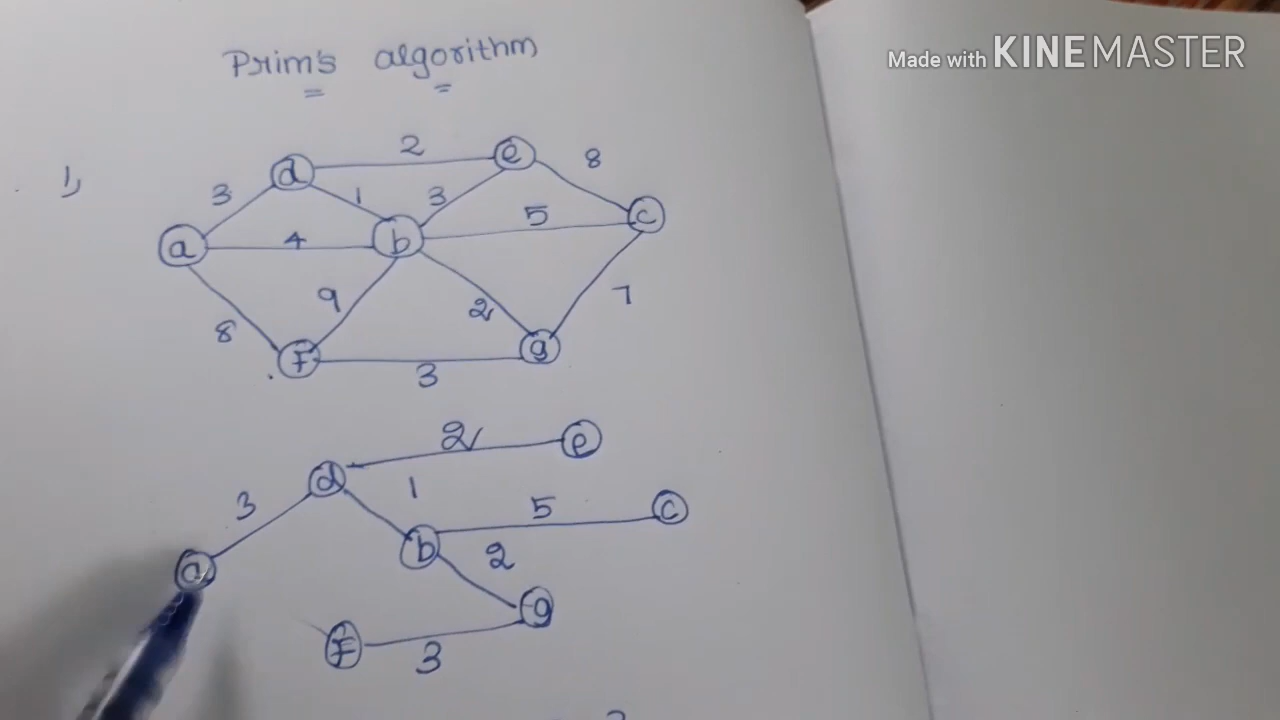 Made with KINEMASTER
Prim's algorithm
1,
d 2 e 8
3 1 3 5 c
a 4 b
9 2 7
8
f 3 g
2 e
d 1
3 5 c
b 2
a
g
f 3